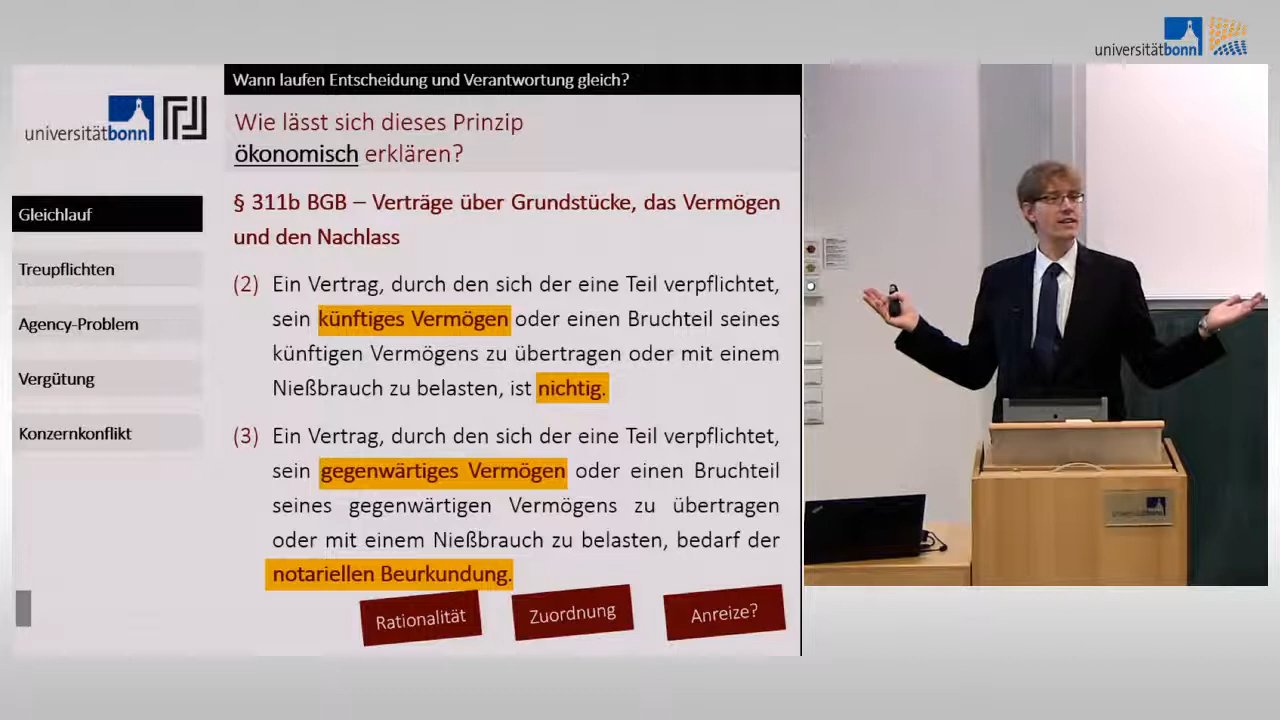 universitätbonn
Wann laufen Entscheidung und Verantwortung gleich?
universitätbonn
Wie lässt sich dieses Prinzip
ökonomisch erklären?
Gleichlauf
Treupflichten
Agency-Problem
Vergütung
Konzernkonflikt
§ 311b BGB – Verträge über Grundstücke, das Vermögen
und den Nachlass
(2) Ein Vertrag, durch den sich der eine Teil verpflichtet,
sein künftiges Vermögen oder einen Bruchteil seines
künftigen Vermögens zu übertragen oder mit einem
Nießbrauch zu belasten, ist nichtig.
(3) Ein Vertrag, durch den sich der eine Teil verpflichtet,
sein gegenwärtiges Vermögen oder einen Bruchteil
seines gegenwärtigen Vermögens zu übertragen
oder mit einem Nießbrauch zu belasten, bedarf der
notariellen Beurkundung.
Rationalität
Zuordnung
Anreize?